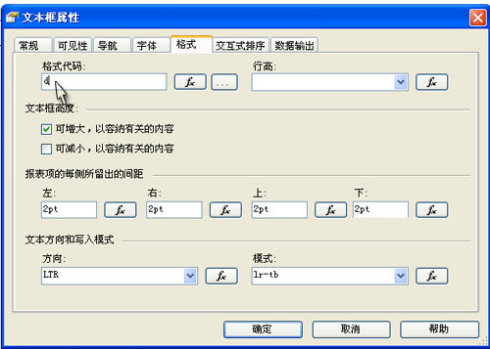 文本框属性
常规 可见性 导航 字体 格式 交互式排序 数据输出
格式代码: 行高:
d fx ... fx
文本框高度:
可增大，以容纳有关的内容
可减小，以容纳有关的内容
报表项的每侧所留出的间距
左: 右: 上: 下:
2pt fx 2pt fx 2pt fx 2pt fx
文本方向和写入模式
方向: 模式:
LTR fx lr-tb fx
确定 取消 帮助